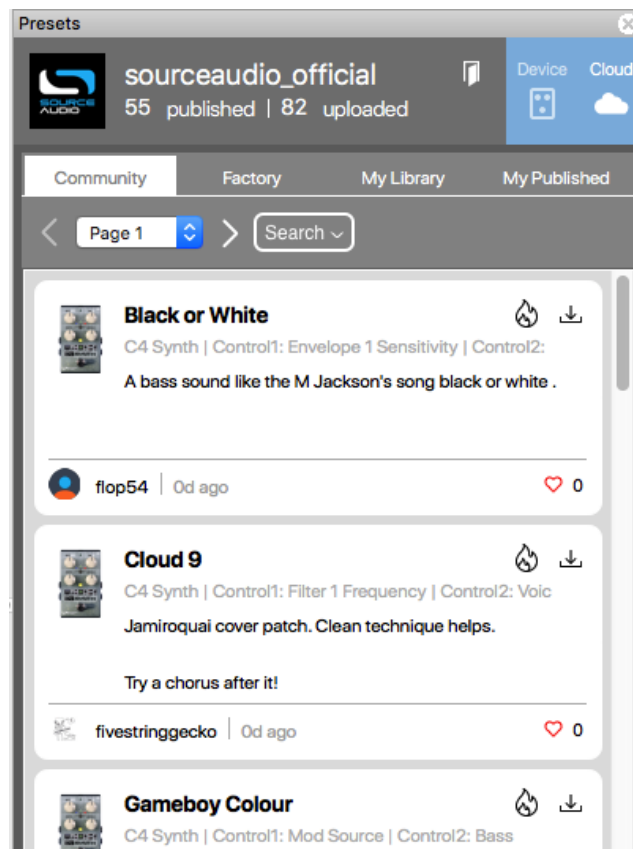 Presets
SOURCE
AUDIO
sourceaudio_official
55 published | 82 uploaded
Device
Cloud
Community
Factory
My Library
My Published
Page 1
Search
Black or White
C4 Synth | Control1: Envelope 1 Sensitivity | Control2:
A bass sound like the M Jackson's song black or white .
flop54
0d ago
0
Cloud 9
C4 Synth | Control1: Filter 1 Frequency | Control2: Voic
Jamiroquai cover patch. Clean technique helps.
Try a chorus after it!
fivestringgecko
0d ago
0
Gameboy Colour
C4 Synth | Control1: Mod Source | Control2: Bass